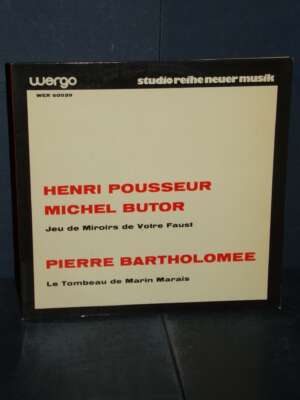 wergo
studio reihe neuer musik
WER 60026
HENRI POUSSEUR
MICHEL BUTOR
Jeu de Miroirs de Votre Faust
PIERRE BARTHOLOMEE
Le Tombeau de Marin Marais